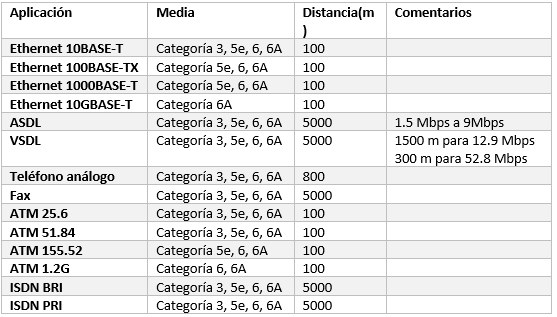 Aplicación Media Distancia(m Comentarios
)
Ethernet 10BASE-T Categoría 3, 5e, 6, 6A 100
Ethernet 100BASE-TX Categoría 5e, 6, 6A 100
Ethernet 1000BASE-T Categoría 5e, 6, 6A 100
Ethernet 10GBASE-T Categoría 6A 100
ASDL Categoría 3, 5e, 6, 6A 5000 1.5 Mbps a 9Mbps
VSDL Categoría 3, 5e, 6, 6A 5000 1500 m para 12.9 Mbps
300 m para 52.8 Mbps
Teléfono análogo Categoría 3, 5e, 6, 6A 800
Fax Categoría 3, 5e, 6, 6A 5000
ATM 25.6 Categoría 3, 5e, 6, 6A 100
ATM 51.84 Categoría 3, 5e, 6, 6A 100
ATM 155.52 Categoría 5e, 6, 6A 100
ATM 1.2G Categoría 6, 6A 100
ISDN BRI Categoría 3, 5e, 6, 6A 5000
ISDN PRI Categoría 3, 5e, 6, 6A 5000